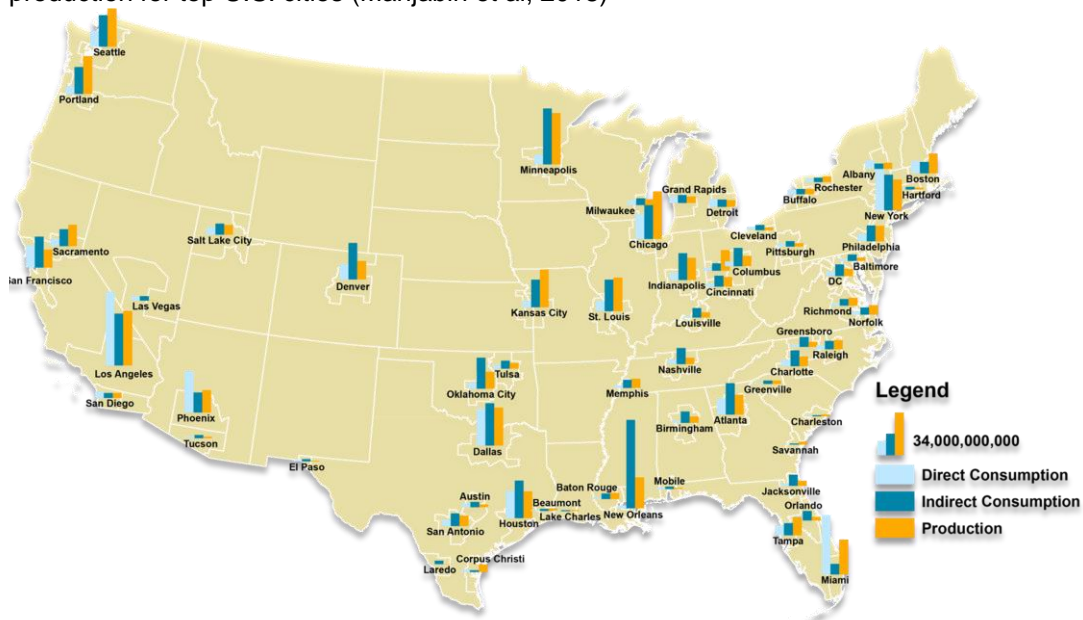 production for top U.S. cities (Mahjabin et al, 2018)
Seattle
Portland
Minneapolis
Grand Rapids
Milwaukee
Detroit
Chicago
Albany
Rochester
Buffalo
Boston
Hartford
New York
Cleveland
Pittsburgh
Philadelphia
Baltimore
DC
Columbus
Cincinnati
Indianapolis
Salt Lake City
Sacramento
San Francisco
Denver
Kansas City
St. Louis
Louisville
Richmond
Norfolk
Las Vegas
Los Angeles
Greensboro
Raleigh
Charlotte
Nashville
Tulsa
Oklahoma City
Memphis
Greenville
San Diego
Phoenix
Tucson
Dallas
Birmingham
Atlanta
Charleston
Savannah
El Paso
Austin
San Antonio
Houston
Beaumont
Lake Charles
Baton Rouge
New Orleans
Mobile
Jacksonville
Orlando
Tampa
Miami
Laredo
Corpus Christi
Legend
34,000,000,000
Direct Consumption
Indirect Consumption
Production